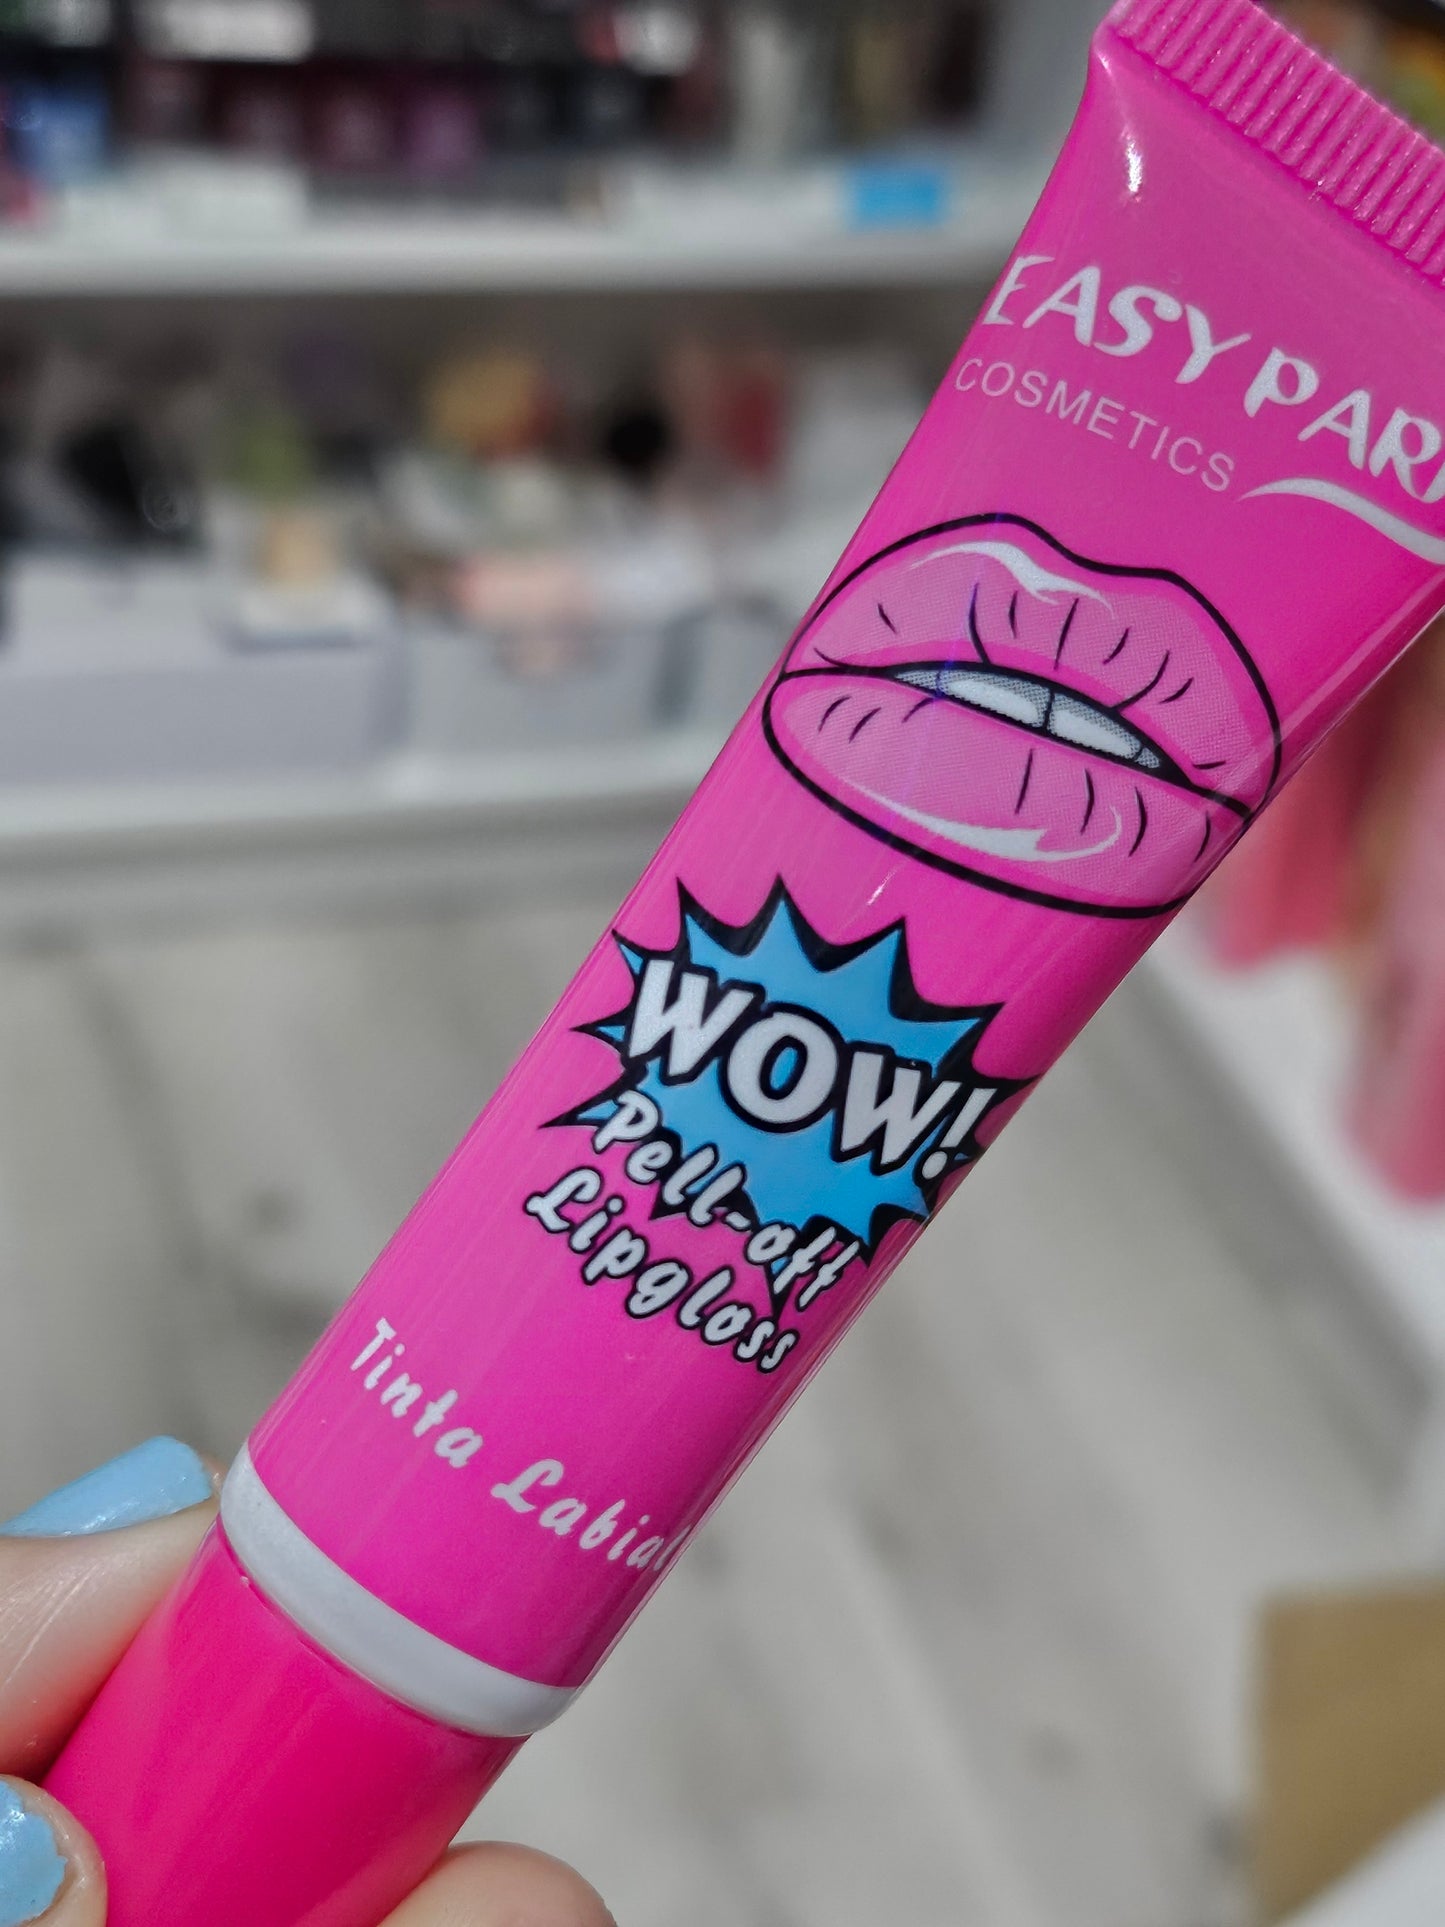 EASY PAR
COSMETICS
WOW!
Pell-off
Lipgloss
Tinta Labial